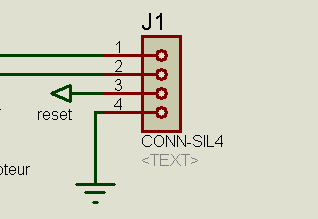 J1
1
2
3
reset
4
CONN-SIL4
<TEXT>
oteur